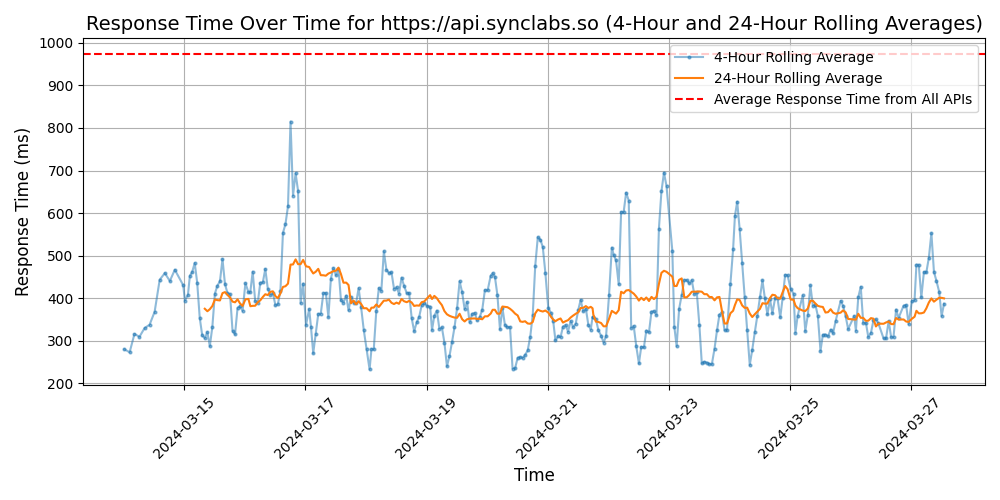 Response Time Over Time for https://api.synclabs.so (4-Hour and 24-Hour Rolling Averages)
4-Hour Rolling Average
24-Hour Rolling Average
Average Response Time from All APIs
Response Time (ms)
1000
900
800
700
600
500
400
300
200
2024-03-15
2024-03-17
2024-03-19
2024-03-21
2024-03-23
2024-03-25
2024-03-27
Time